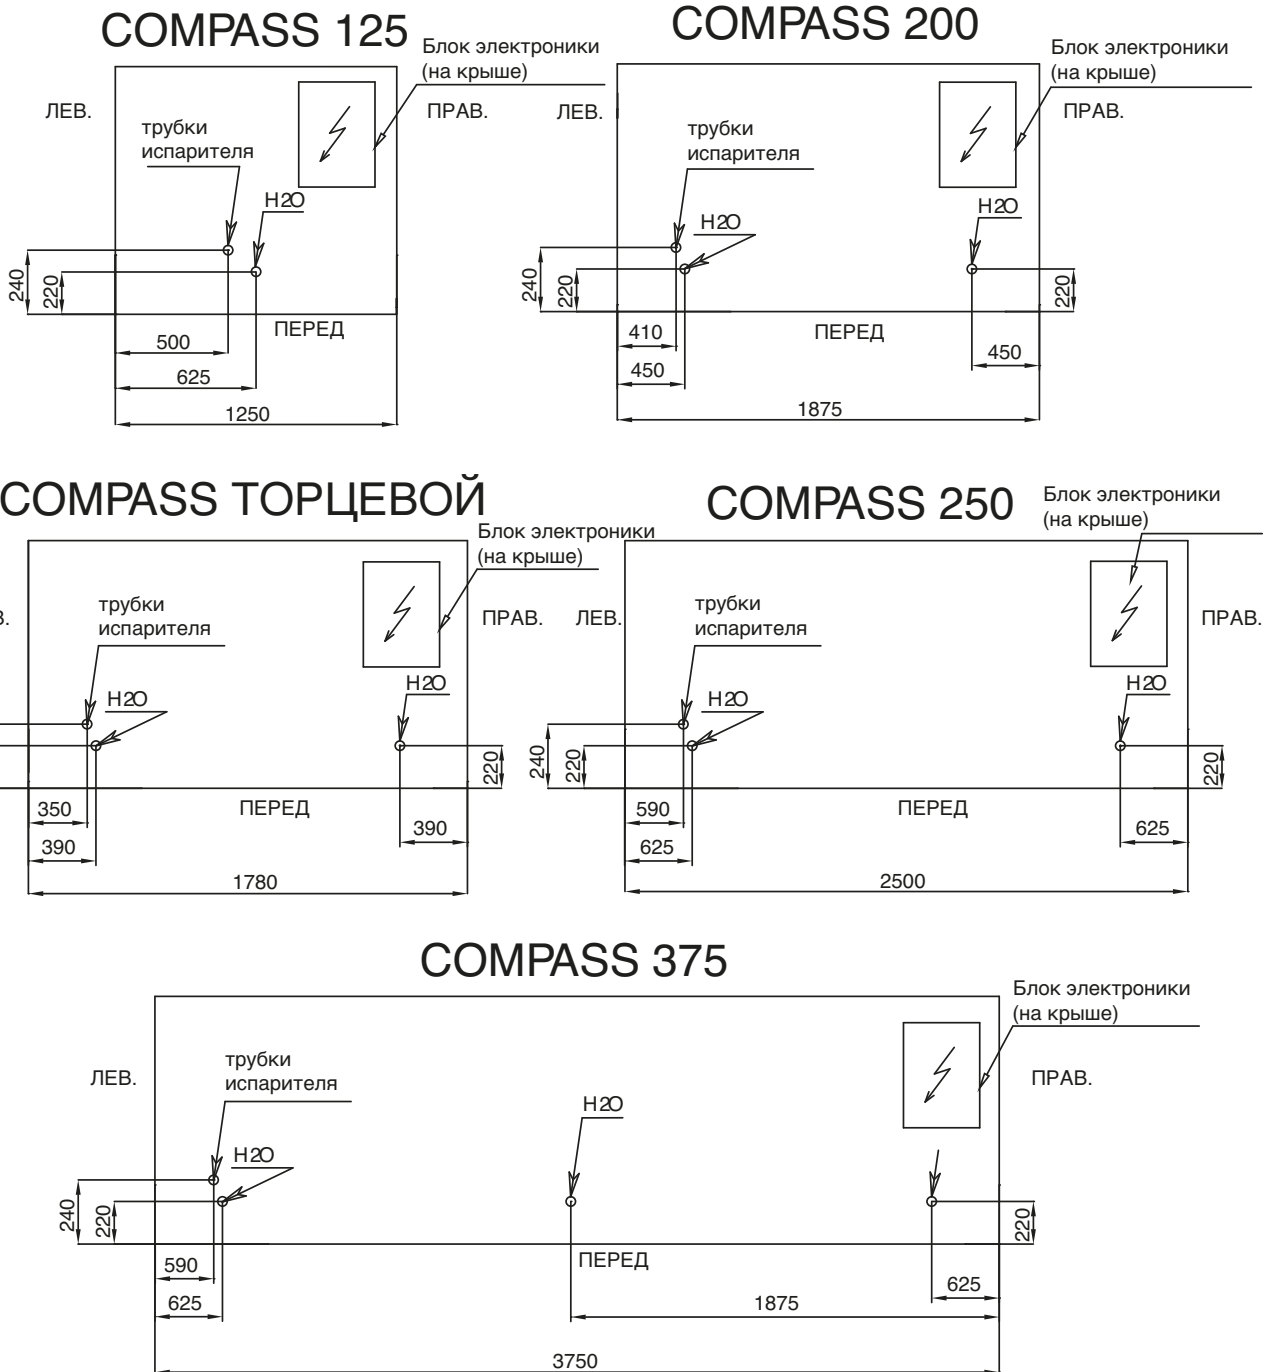 COMPASS 125
Блок электроники
(на крыше)
ЛЕВ.
ПРАВ.
трубки
испарителя
H2O
240
220
ПЕРЕД
500
625
1250
COMPASS 200
Блок электроники
(на крыше)
ЛЕВ.
ПРАВ.
трубки
испарителя
H2O
H2O
240
220
220
410
ПЕРЕД
450
450
1875
COMPASS ТОРЦЕВОЙ
Блок электроники
(на крыше)
ПРАВ.
трубки
испарителя
H2O
H2O
220
350
ПЕРЕД
390
390
1780
COMPASS 250
Блок электроники
(на крыше)
ЛЕВ.
ПРАВ.
трубки
испарителя
H2O
H2O
240
220
220
590
ПЕРЕД
625
625
2500
COMPASS 375
Блок электроники
(на крыше)
ЛЕВ.
ПРАВ.
трубки
испарителя
H2O
H2O
240
220
220
ПЕРЕД
590
625
625
1875
3750